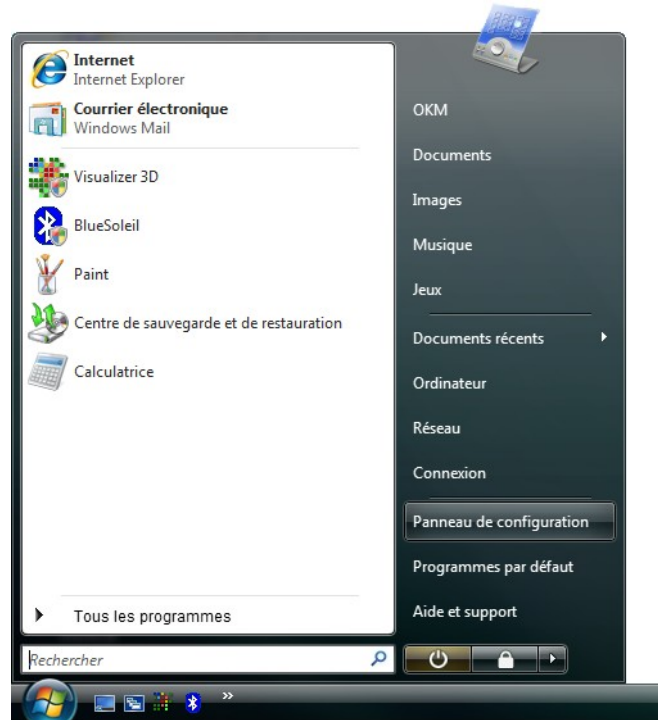 Internet
Internet Explorer
Courrier électronique
Windows Mail
Visualizer 3D
BlueSoleil
Paint
Centre de sauvegarde et de restauration
Calculatrice
Tous les programmes
Rechercher
OKM
Documents
Images
Musique
Jeux
Documents récents
Ordinateur
Réseau
Connexion
Panneau de configuration
Programmes par défaut
Aide et support